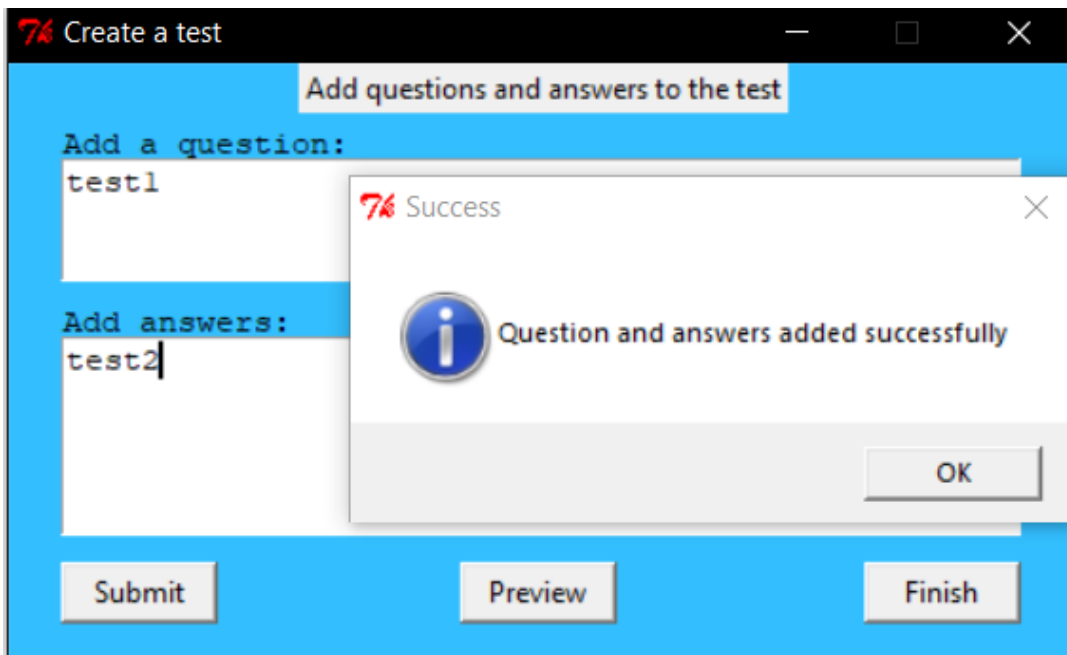 Create a test
Add questions and answers to the test
Add a question:
test1
Success
Question and answers added successfully
OK
Add answers:
test2
Submit
Preview
Finish